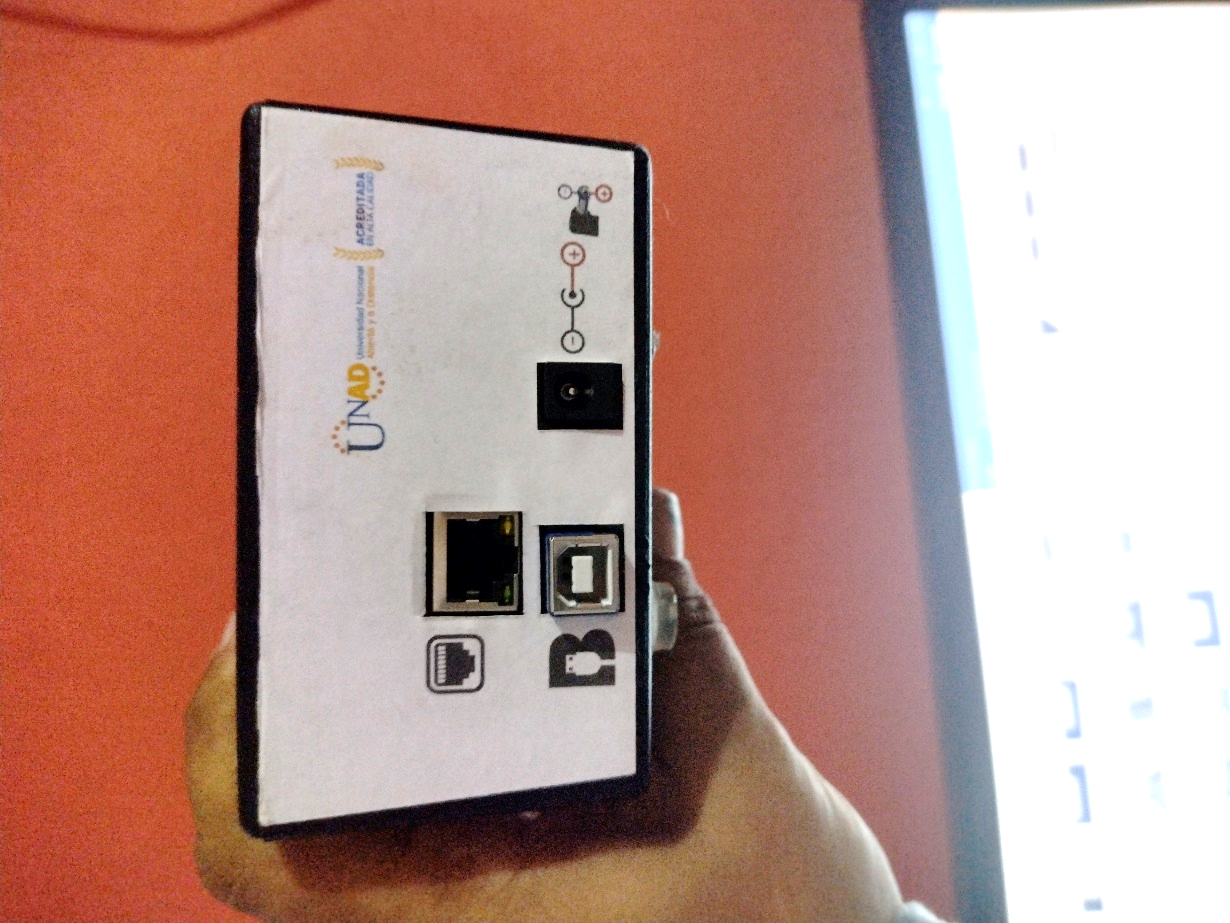 UNAD
Universidad Nacional
Abierta y a Distancia
ACREDITADA
EN ALTA CALIDAD
B